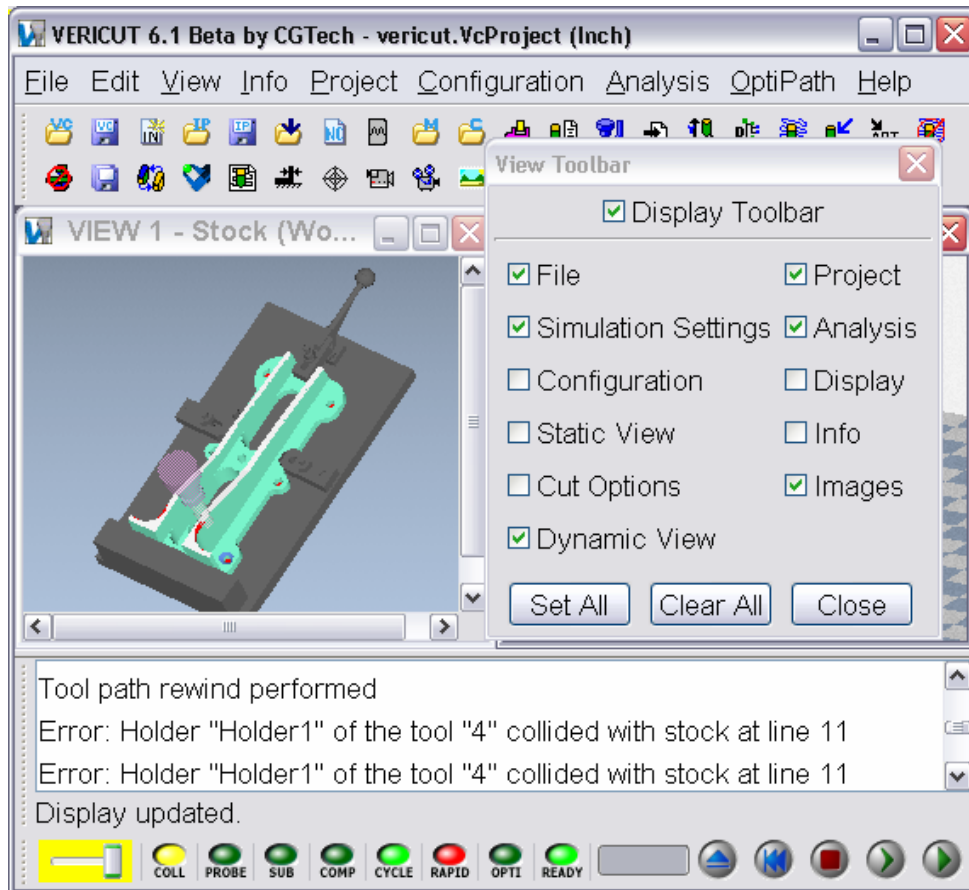 VERICUT 6.1 Beta by CGTech - vericut.VcProject (Inch)
File Edit View Info Project Configuration Analysis OptiPath Help
View Toolbar
Display Toolbar
VIEW 1 - Stock (Wo...
File Project
Simulation Settings Analysis
Configuration Display
Static View Info
Cut Options Images
Dynamic View
Set All Clear All Close
Tool path rewind performed
Error: Holder "Holder1" of the tool "4" collided with stock at line 11
Error: Holder "Holder1" of the tool "4" collided with stock at line 11
Display updated.
COLL PROBE SUB COMP CYCLE RAPID OPTI READY